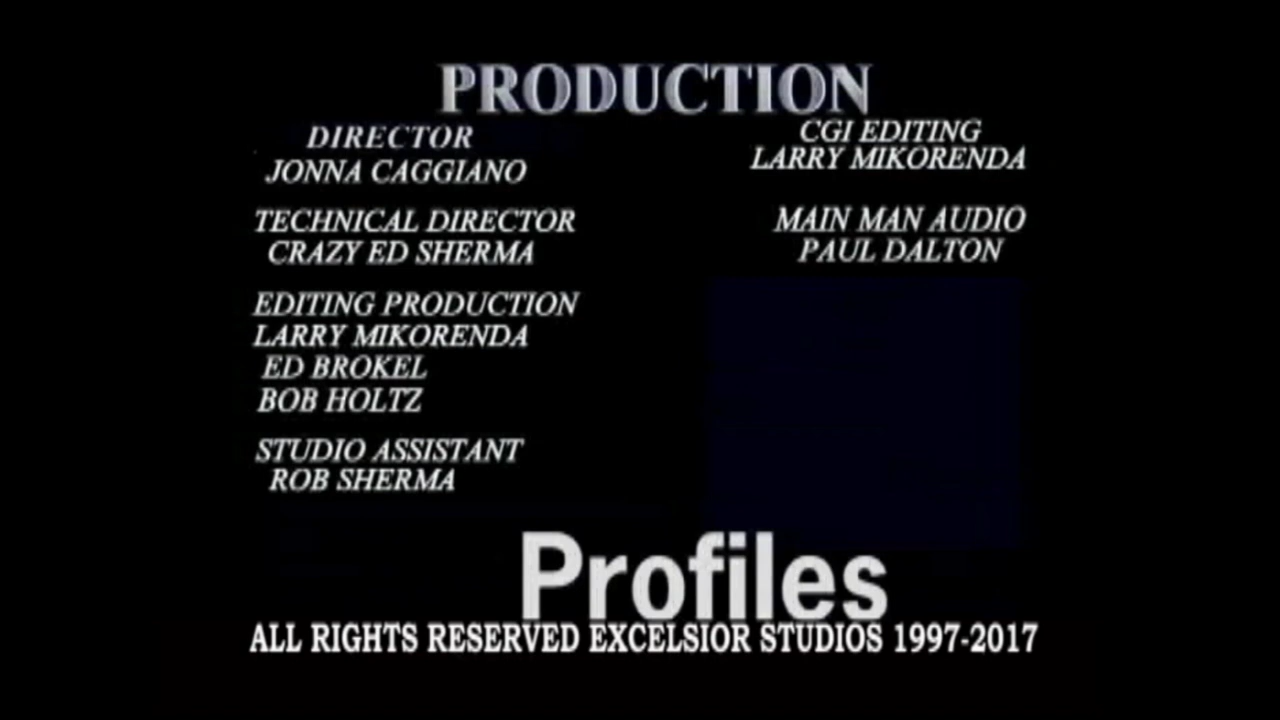 PRODUCTION
DIRECTOR
JONNA CAGGIANO
TECHNICAL DIRECTOR
CRAZY ED SHERMA
EDITING PRODUCTION
LARRY MIKORENDA
ED BROKEL
BOB HOLTZ
STUDIO ASSISTANT
ROB SHERMA
CGI EDITING
LARRY MIKORENDA
MAIN MAN AUDIO
PAUL DALTON
Profiles
ALL RIGHTS RESERVED EXCELSIOR STUDIOS 1997-2017